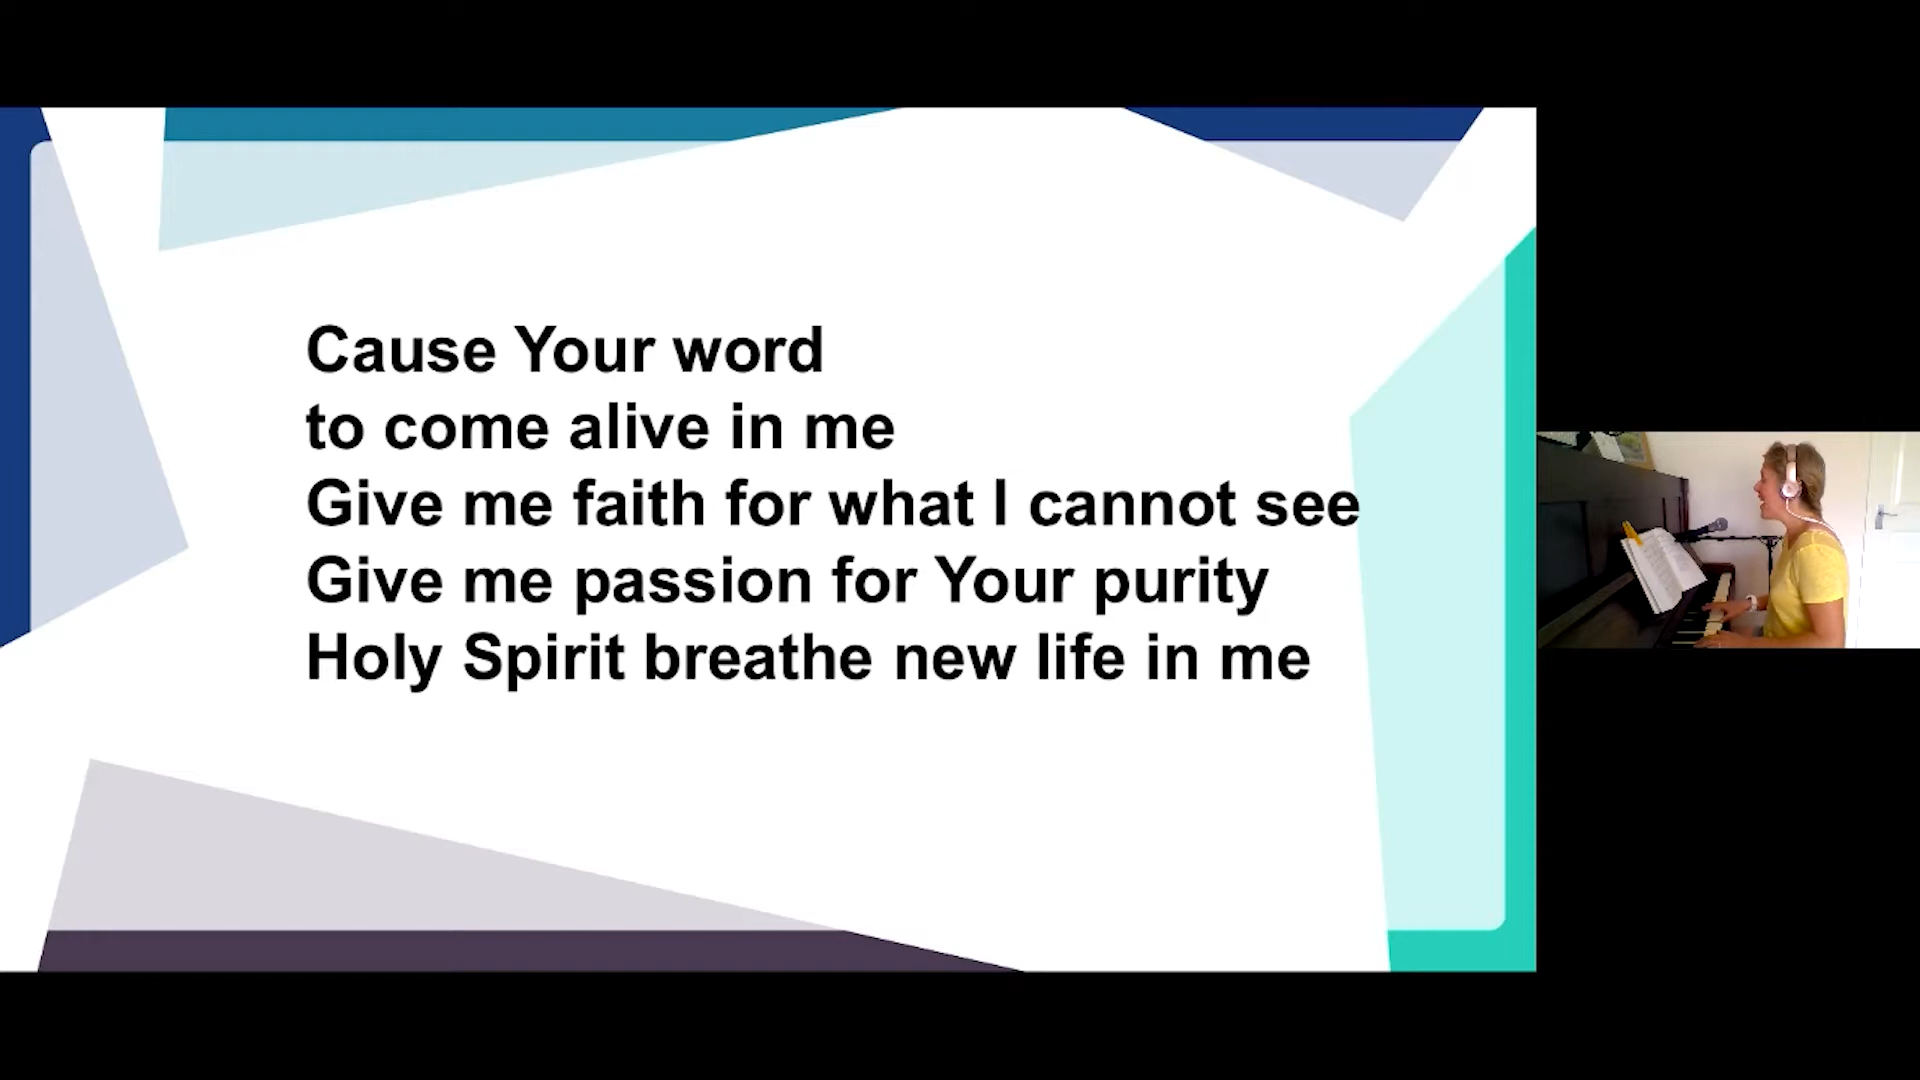 Cause Your word
to come alive in me
Give me faith for what I cannot see
Give me passion for Your purity
Holy Spirit breathe new life in me